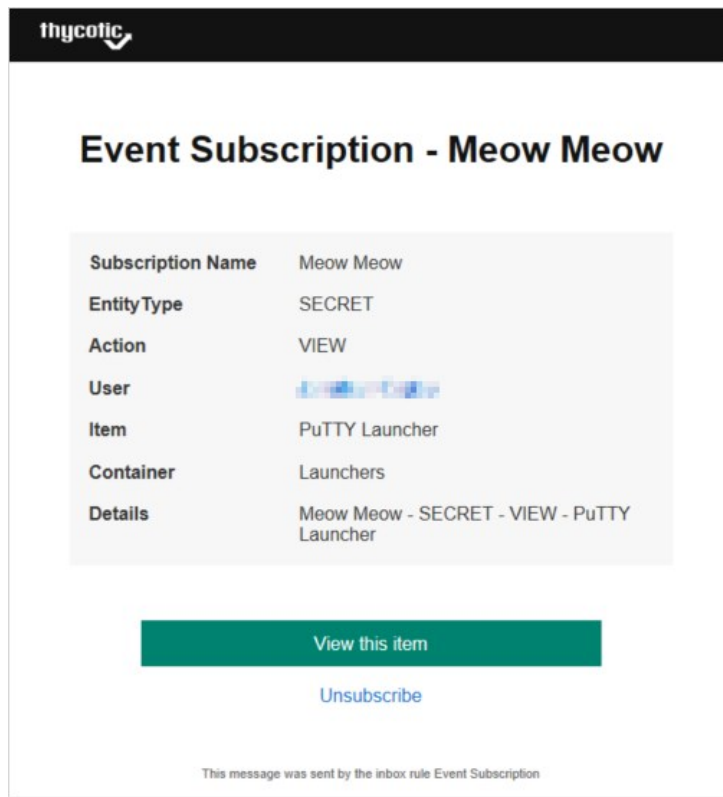 thycotic
Event Subscription - Meow Meow
Subscription Name Meow Meow
EntityType SECRET
Action VIEW
User
Item PuTTY Launcher
Container Launchers
Details Meow Meow - SECRET - VIEW - PuTTY
Launcher
View this item
Unsubscribe
This message was sent by the inbox rule Event Subscription